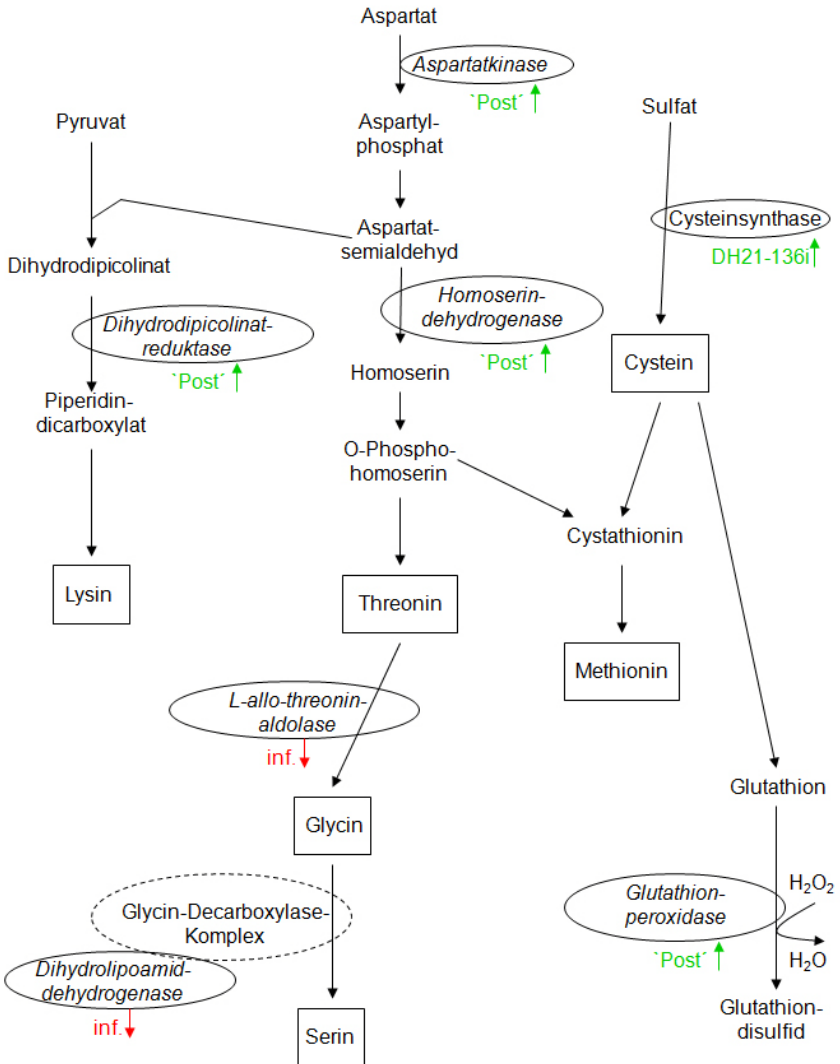 Aspartat
Aspartatkinase
`Post´
Pyruvat
Aspartyl-
phosphat
Sulfat
Aspartat-
semialdehyd
Cysteinsynthase
DH21-136i
Dihydrodipicolinat
Homoserin-
dehydrogenase
`Post´
Dihydrodipicolinat-
reduktase
`Post´
Homoserin
Cystein
Piperidin-
dicarboxylat
O-Phospho-
homoserin
Cystathionin
Lysin
Threonin
Methionin
L-allo-threonin-
aldolase
inf.
Glutathion
Glycin
H₂O₂
Glutathion-
peroxidase
`Post´
H₂O
Glycin-Decarboxylase-
Komplex
Dihydrolipoamid-
dehydrogenase
inf.
Serin
Glutathion-
disulfid